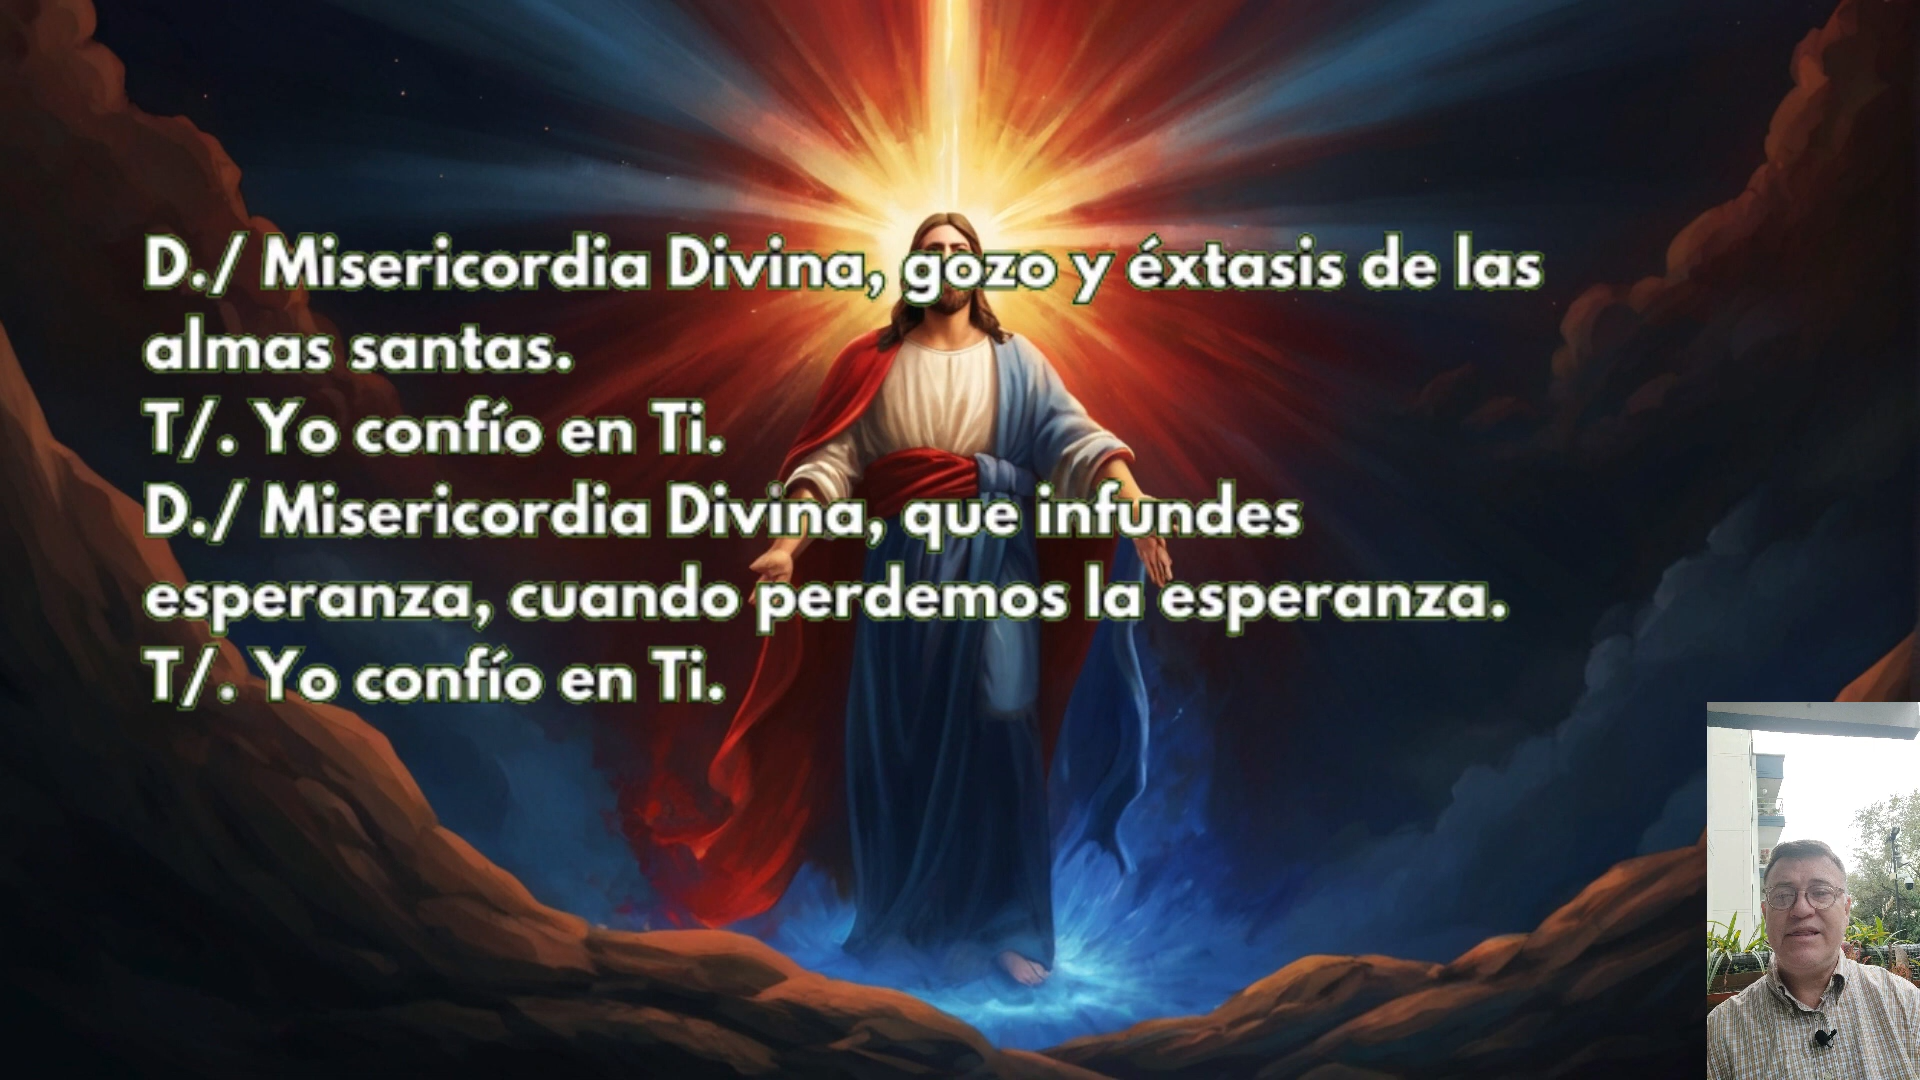 D./ Misericordia Divina, gozo y éxtasis de las
almas santas.
T/. Yo confío en Ti.
D./ Misericordia Divina, que infundes
esperanza, cuando perdemos la esperanza.
T/. Yo confío en Ti.